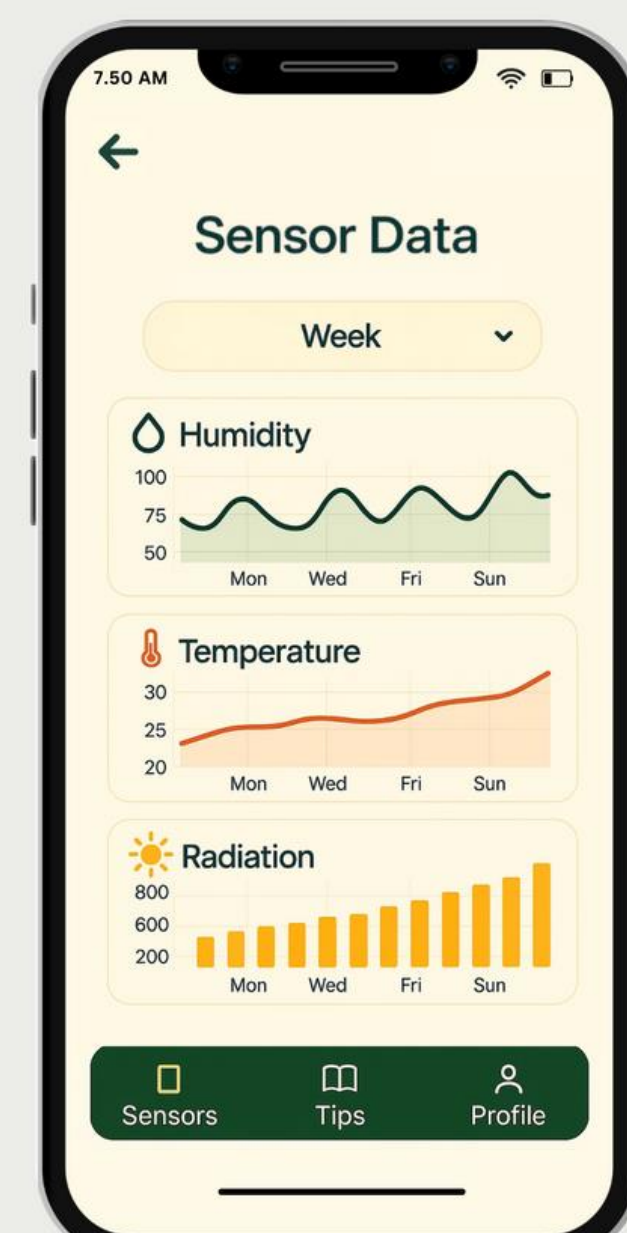 7.50 AM
Sensor Data
Week
Humidity
100
75
50
Mon Wed Fri Sun
Temperature
30
25
20
Mon Wed Fri Sun
Radiation
800
600
200
Mon Wed Fri Sun
Sensors Tips Profile